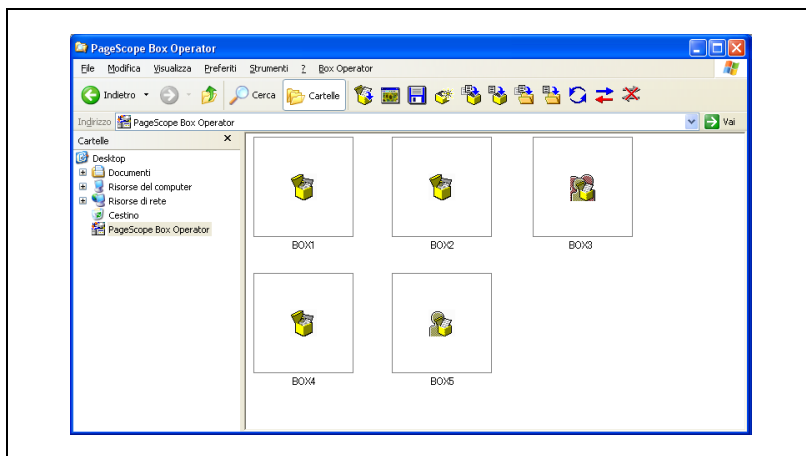 PageScope Box Operator
File Modifica Visualizza Preferiti Strumenti ? Box Operator
Indietro Cerca Cartelle
Indirizzo PageScope Box Operator Vai
Cartelle
Desktop
Documenti
Risorse del computer
Risorse di rete
Cestino
PageScope Box Operator
BOX1 BOX2 BOX3
BOX4 BOX5